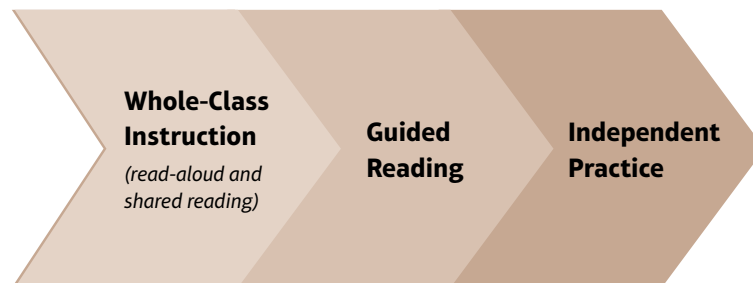 Whole-Class
Instruction
(read-aloud and
shared reading)
Guided
Reading
Independent
Practice